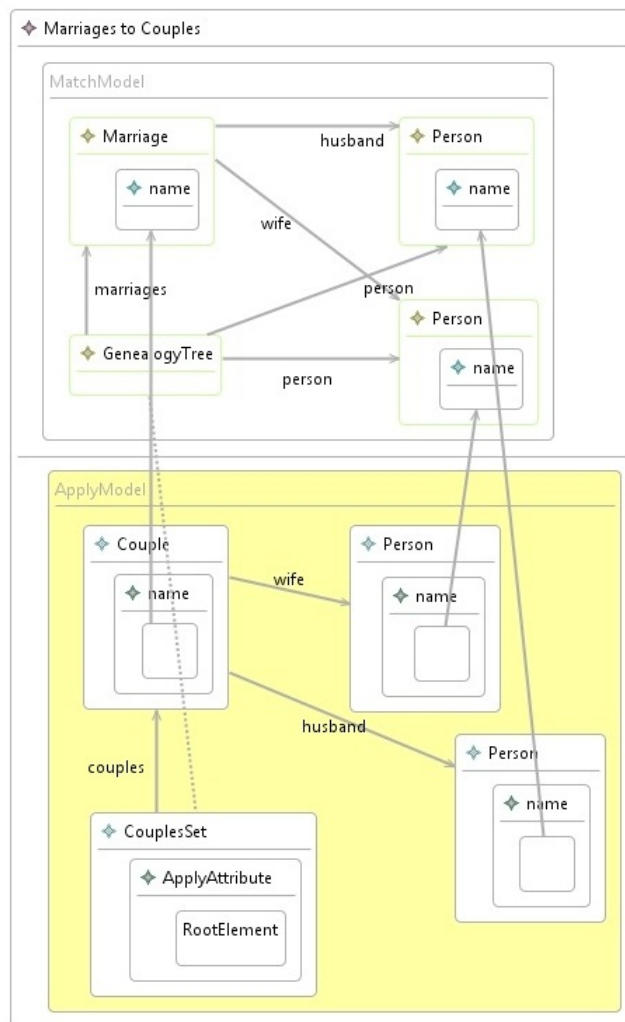 Marriages to Couples
MatchModel
Marriage
husband
Person
name
name
wife
marriages
person
Person
GenealogyTree
name
person
ApplyModel
Couple
Person
wife
name
name
husband
Person
couples
name
CouplesSet
ApplyAttribute
RootElement